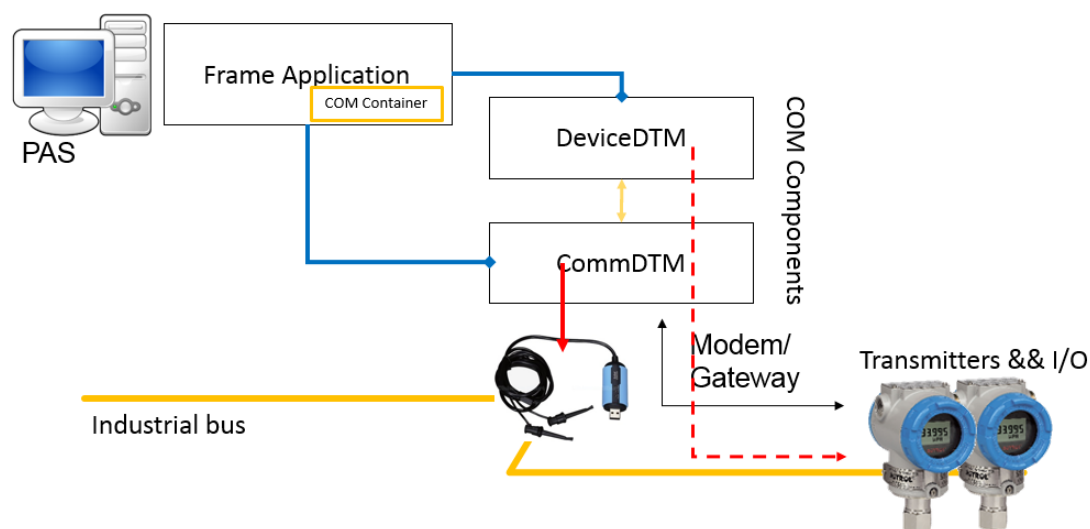 Frame Application
COM Container
PAS
DeviceDTM
CommDTM
COM Components
Modem/
Gateway
Transmitters && I/O
Industrial bus